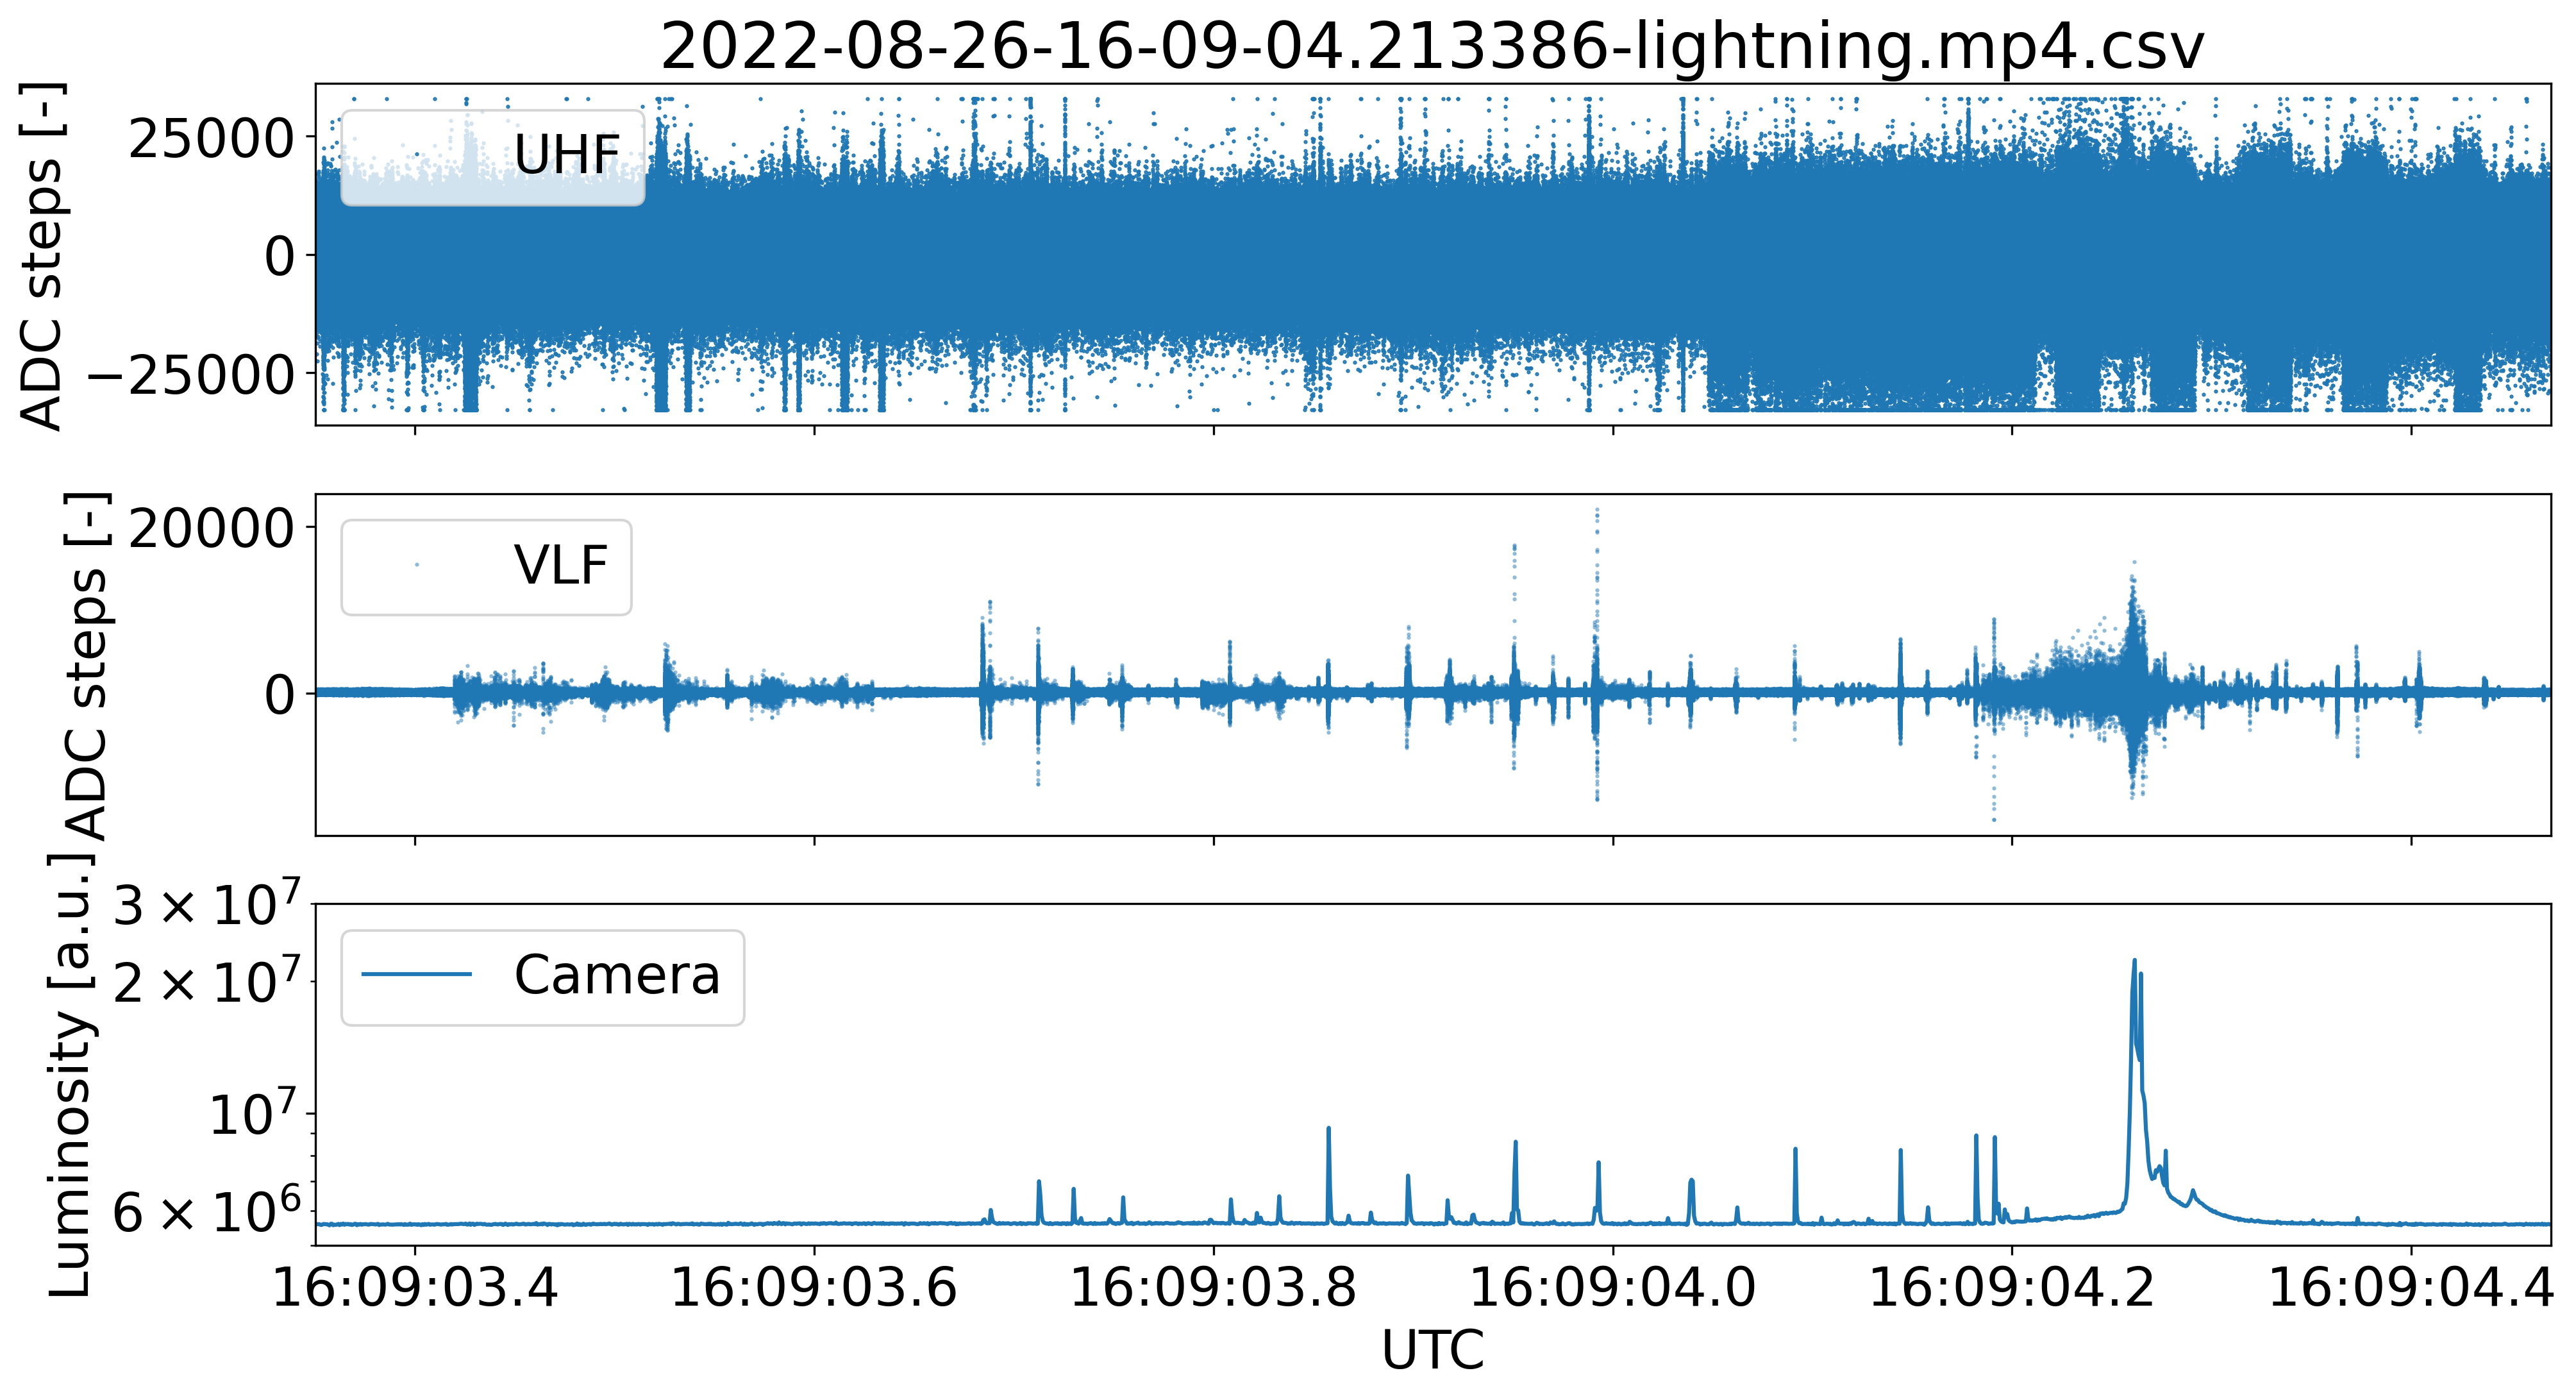 2022-08-26-16-09-04.213386-lightning.mp4.csv
ADC steps [-]
25000
0
−25000
UHF
ADC steps [-]
20000
0
VLF
Luminosity [a.u.]
3 × 10⁷
2 × 10⁷
10⁷
6 × 10⁶
Camera
16:09:03.4 16:09:03.6 16:09:03.8 16:09:04.0 16:09:04.2 16:09:04.4
UTC